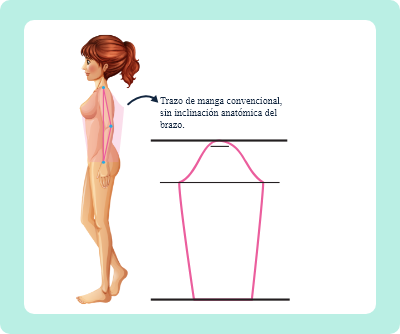 Trazo de manga convencional,
sin inclinación anatómica del
brazo.